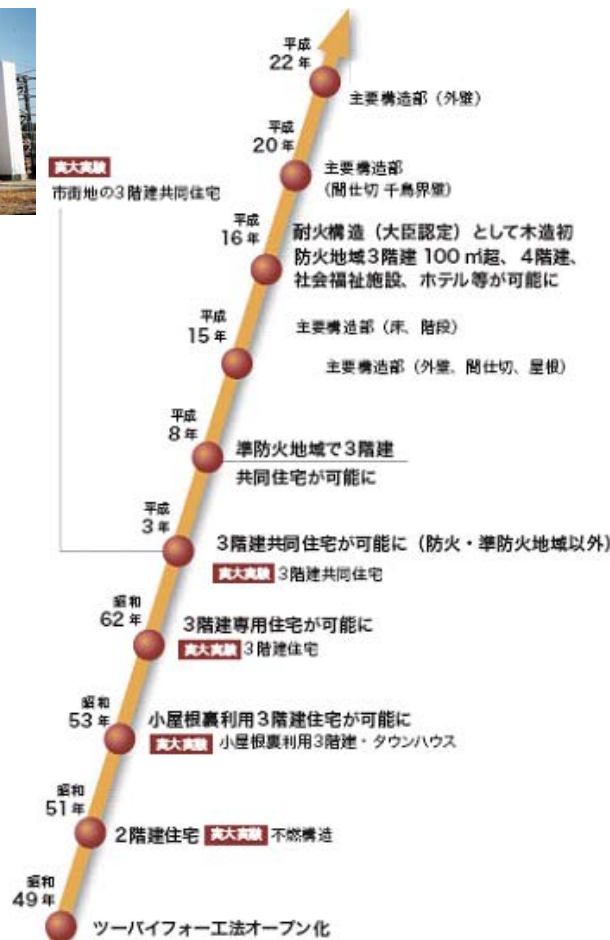 平成
22年
主要構造部（外壁）
平成
20年
主要構造部
(間仕切 千鳥界壁)
実大実験
市街地の3階建共同住宅
平成
16年
耐火構造（大臣認定）として木造初
防火地域3階建 100㎡超、4階建、
社会福祉施設、ホテル等が可能に
平成
15年
主要構造部（床、階段）
主要構造部（外壁、間仕切、屋根）
平成
8年
準防火地域で3階建
共同住宅が可能に
平成
3年
3階建共同住宅が可能に（防火・準防火地域以外）
実大実験 3階建共同住宅
昭和
62年
3階建専用住宅が可能に
実大実験 3階建住宅
昭和
53年
小屋根裏利用3階建住宅が可能に
実大実験 小屋根裏利用3階建・タウンハウス
昭和
51年
2階建住宅 実大実験 不燃構造
昭和
49年
ツーバイフォー工法オープン化